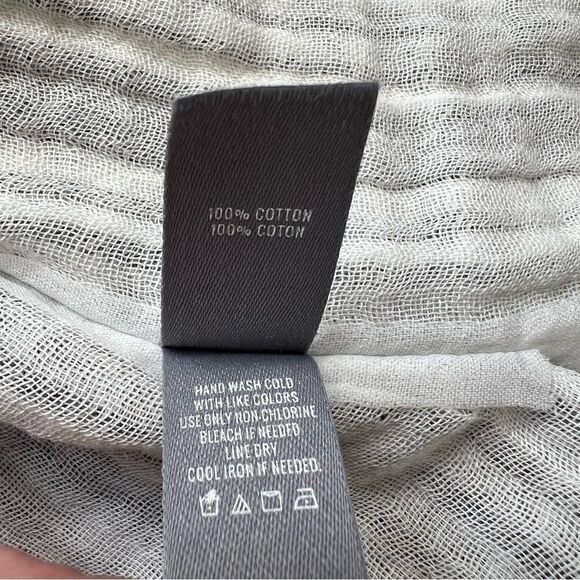 100% COTTON
100% COTON
HAND WASH COLD
WITH LIKE COLORS
USE ONLY NON-CHLORINE
BLEACH IF NEEDED
LINE DRY
COOL IRON IF NEEDED.